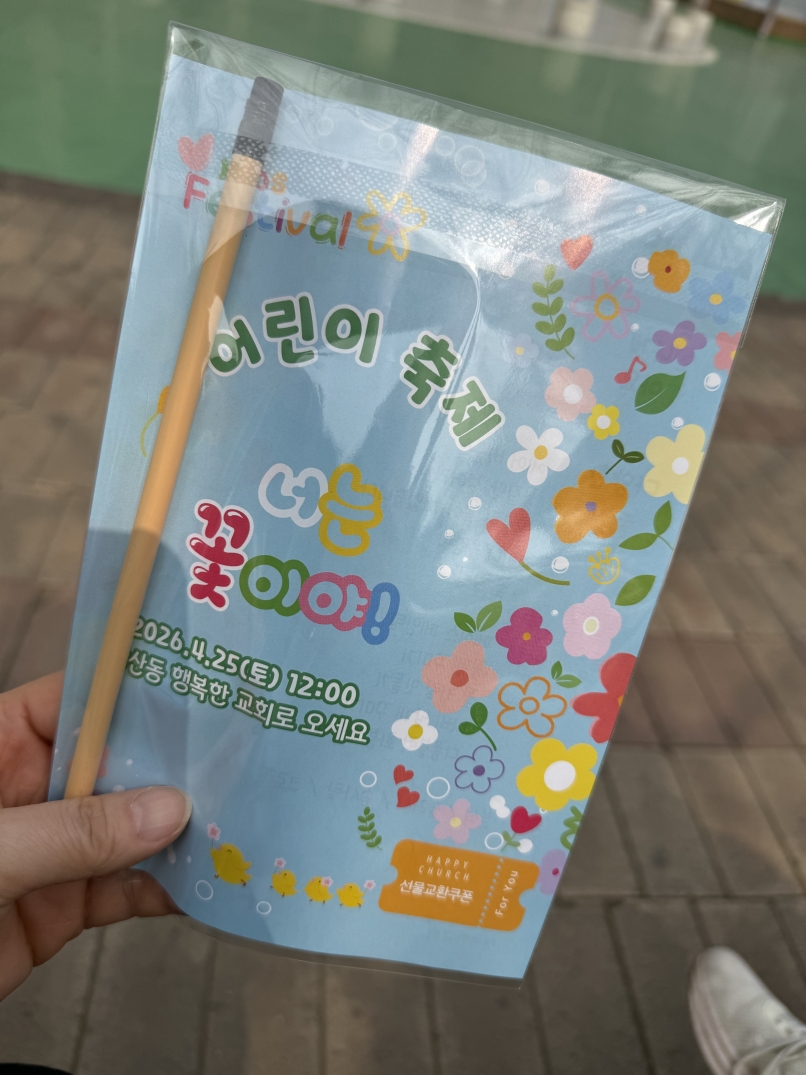 Festival
어린이 축제
너는
꽃이야!
2026.4.25(토) 12:00
산동 행복한 교회로 오세요
HAPPY
CHURCH
선물교환쿠폰
For You